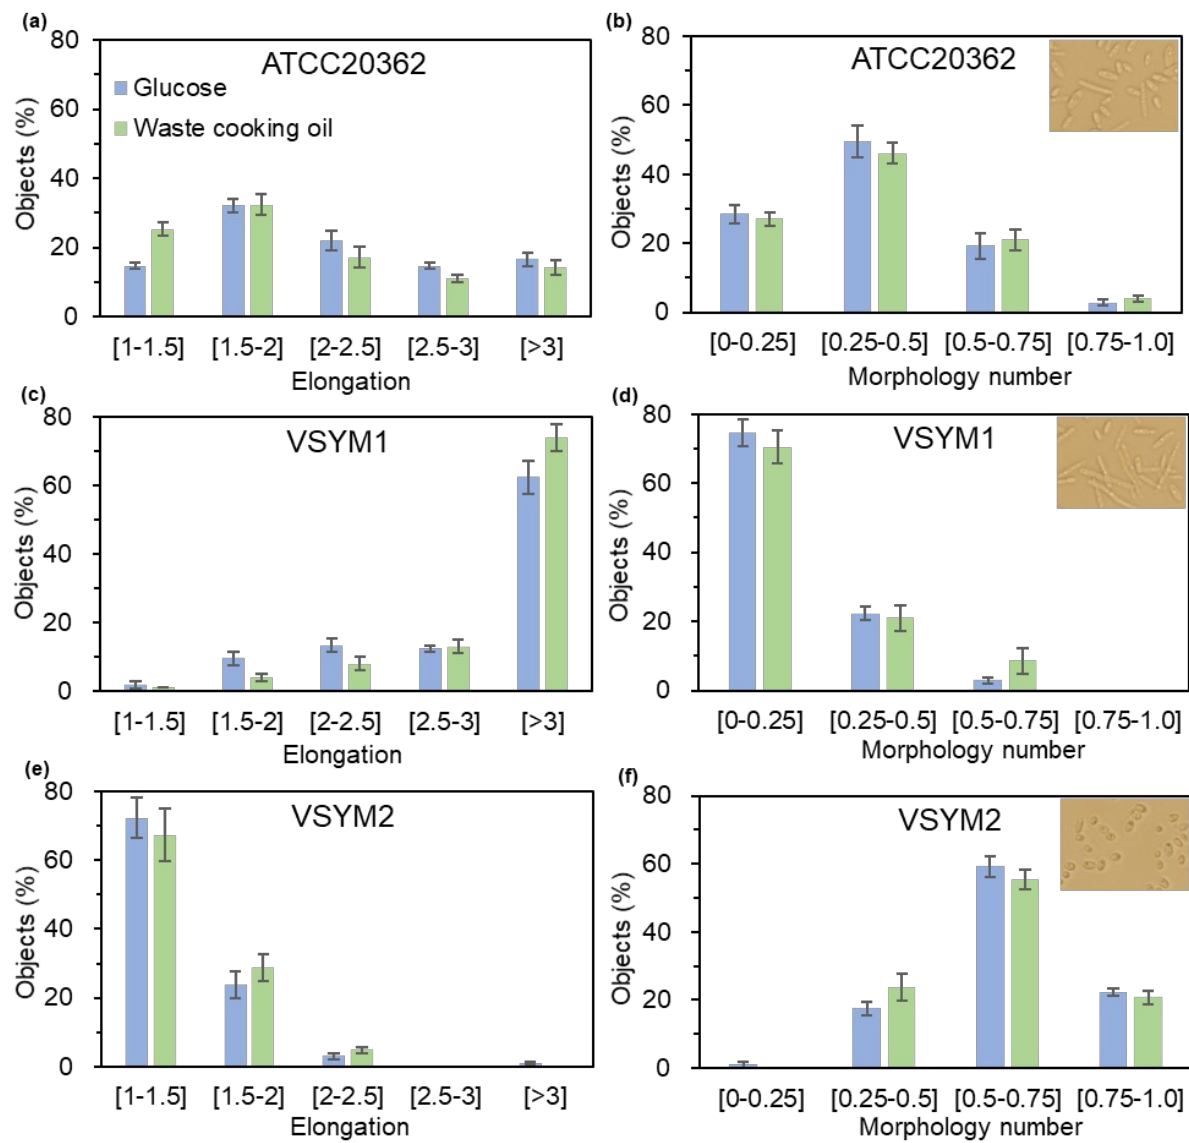 (a)
80
60
40
20
0
Objects (%)
ATCC20362
Glucose
Waste cooking oil
[1-1.5] [1.5-2] [2-2.5] [2.5-3] [>3]
Elongation
(b)
80
60
40
20
0
Objects (%)
ATCC20362
[0-0.25] [0.25-0.5] [0.5-0.75] [0.75-1.0]
Morphology number
(c)
80
60
40
20
0
Objects (%)
VSYM1
[1-1.5] [1.5-2] [2-2.5] [2.5-3] [>3]
Elongation
(d)
80
60
40
20
0
Objects (%)
VSYM1
[0-0.25] [0.25-0.5] [0.5-0.75] [0.75-1.0]
Morphology number
(e)
80
60
40
20
0
Objects (%)
VSYM2
[1-1.5] [1.5-2] [2-2.5] [2.5-3] [>3]
Elongation
(f)
80
60
40
20
0
Objects (%)
VSYM2
[0-0.25] [0.25-0.5] [0.5-0.75] [0.75-1.0]
Morphology number